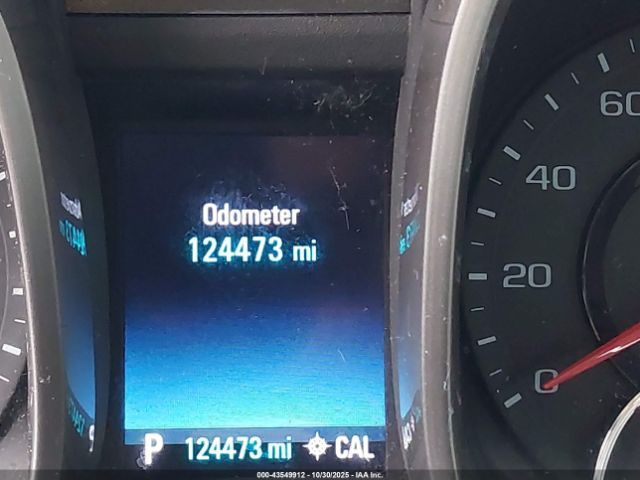 Odometer
124473 mi
60
40
20
0
P 124473 mi CAL
000-43549912 - 10/30/2025 - IAA Inc.